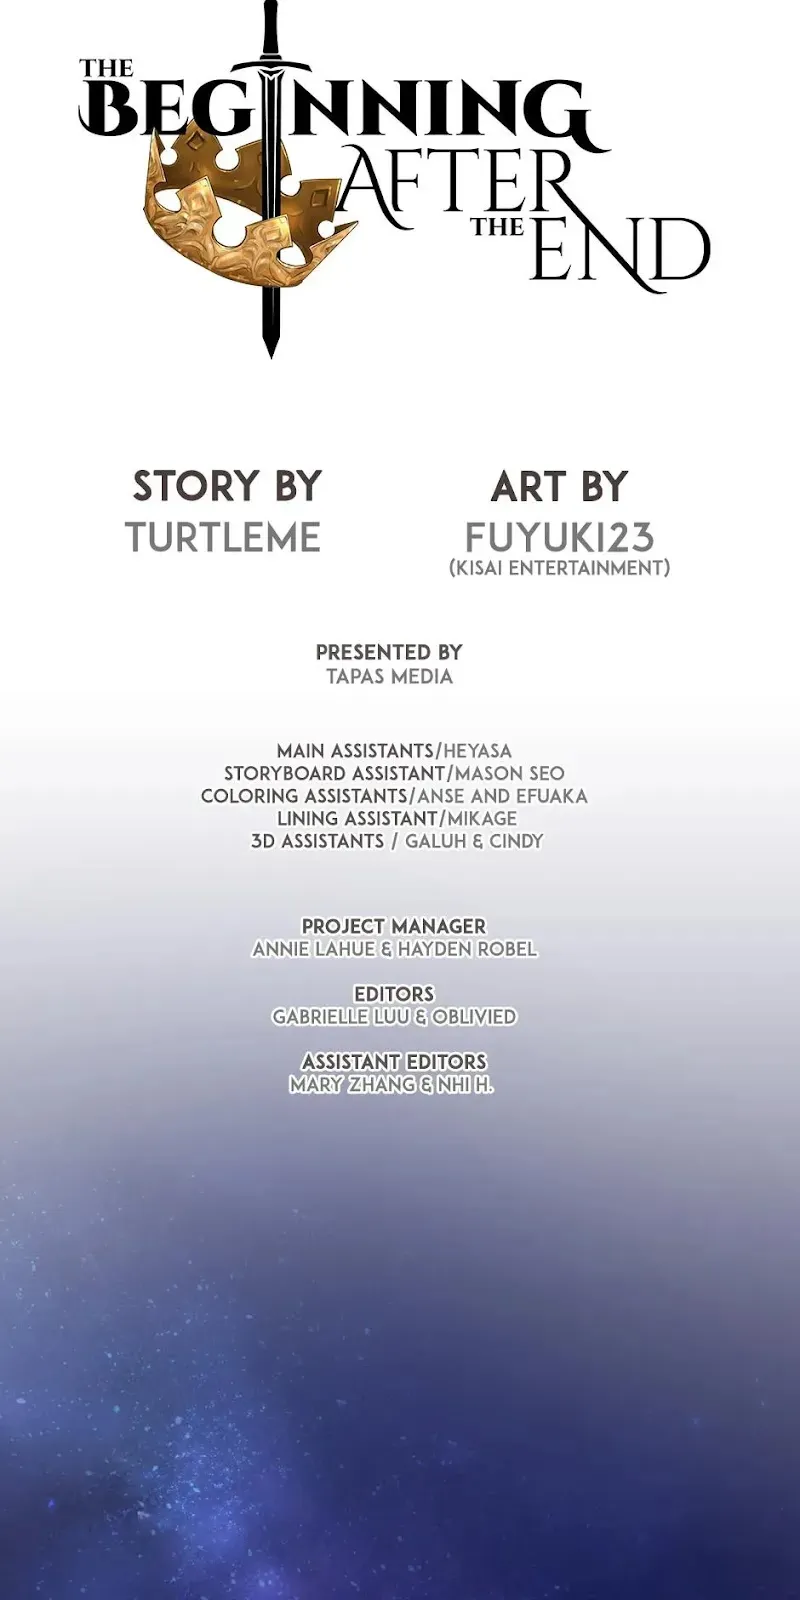 THE
BEGINNING
AFTER
THE END
STORY BY
TURTLEME
ART BY
FUYUKI23
(KISAI ENTERTAINMENT)
PRESENTED BY
TAPAS MEDIA
MAIN ASSISTANTS/HEYASA
STORYBOARD ASSISTANT/MASON SEO
COLORING ASSISTANTS/ANSE AND EFUAKA
LINING ASSISTANT/MIKAGE
3D ASSISTANTS / GALUH & CINDY
PROJECT MANAGER
ANNIE LAHUE & HAYDEN ROBEL
EDITORS
GABRIELLE LUU & OBLIVIED
ASSISTANT EDITORS
MARY ZHANG & NHI H.